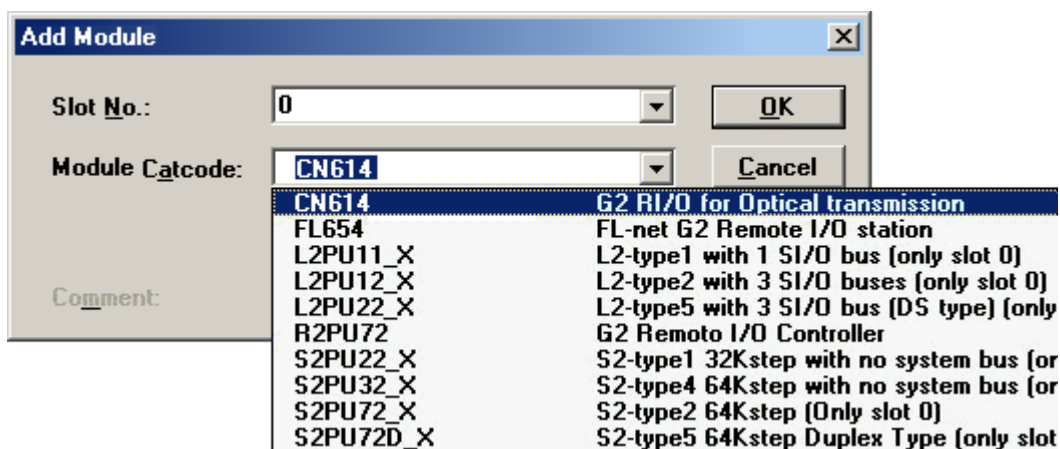 Add Module
Slot No.: 0 OK
Module Catcode: CN614 Cancel
CN614 G2 RI/O for Optical transmission
FL654 FL-net G2 Remote I/O station
L2PU11_X L2-type1 with 1 SI/O bus (only slot 0)
L2PU12_X L2-type2 with 3 SI/O buses (only slot 0)
L2PU22_X L2-type5 with 3 SI/O bus (DS type) (only
R2PU72 G2 Remoto I/O Controller
S2PU22_X S2-type1 32Kstep with no system bus (or
S2PU32_X S2-type4 64Kstep with no system bus (or
S2PU72_X S2-type2 64Kstep (Only slot 0)
S2PU72D_X S2-type5 64Kstep Duplex Type (only slot
Comment: